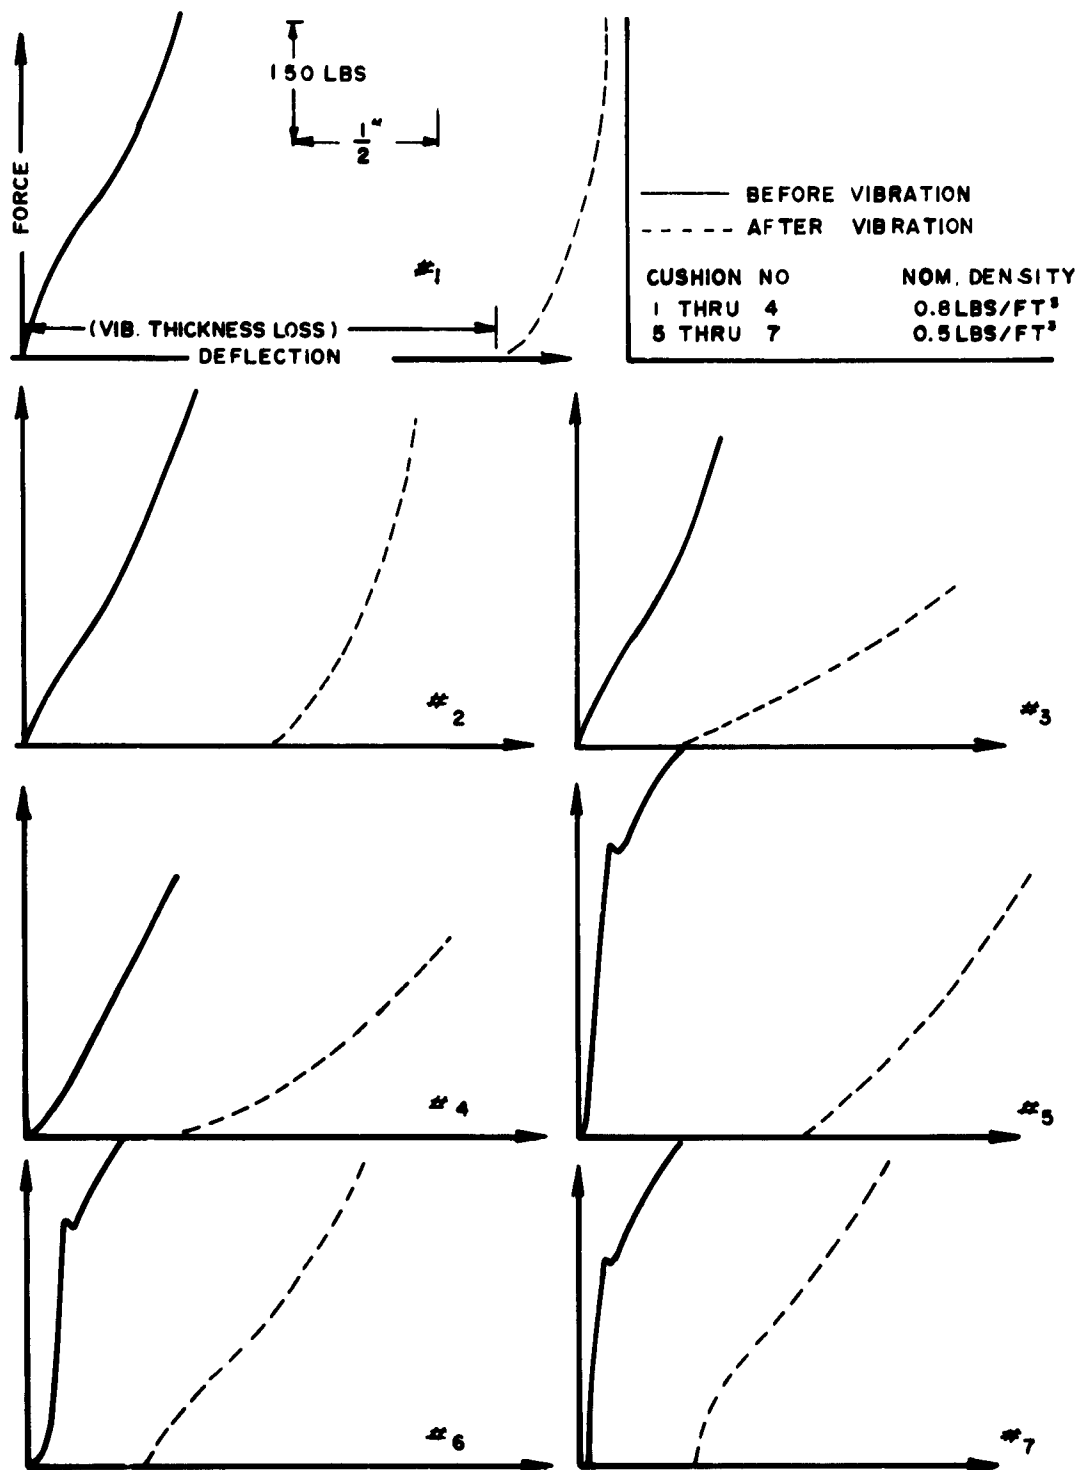 150 LBS
1/2"
FORCE
#1
(VIB. THICKNESS LOSS)
DEFLECTION
BEFORE VIBRATION
AFTER VIBRATION
CUSHION NO NOM. DENSITY
1 THRU 4 0.8 LBS/FT³
5 THRU 7 0.5 LBS/FT³
#2
#3
#4
#5
#6
#7